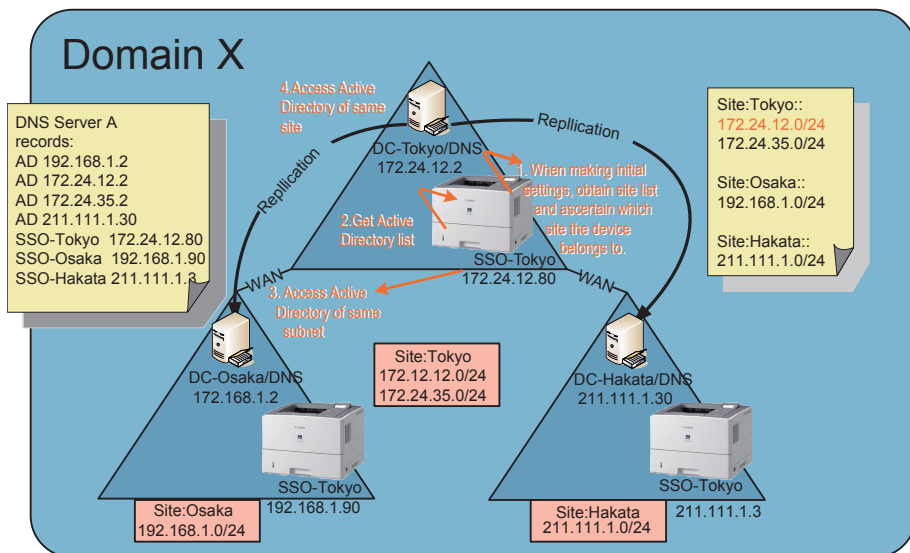 Domain X
DNS Server A
records:
AD 192.168.1.2
AD 172.24.12.2
AD 172.24.35.2
AD 211.111.1.30
SSO-Tokyo 172.24.12.80
SSO-Osaka 192.168.1.90
SSO-Hakata 211.111.1.3
4.Access Active
Directory of same
site
Repllication
DC-Tokyo/DNS
172.24.12.2
Repllication
1. When making initial
settings, obtain site list
and ascertain which
site the device
belongs to.
2.Get Active
Directory list
SSO-Tokyo
172.24.12.80
3. Access Active
Directory of same
subnet
WAN
WAN
Site:Tokyo::
172.24.12.0/24
172.24.35.0/24
Site:Osaka::
192.168.1.0/24
Site:Hakata::
211.111.1.0/24
DC-Osaka/DNS
172.168.1.2
Site:Tokyo
172.12.12.0/24
172.24.35.0/24
DC-Hakata/DNS
211.111.1.30
SSO-Tokyo
192.168.1.90
Site:Osaka
192.168.1.0/24
SSO-Tokyo
211.111.1.3
Site:Hakata
211.111.1.0/24